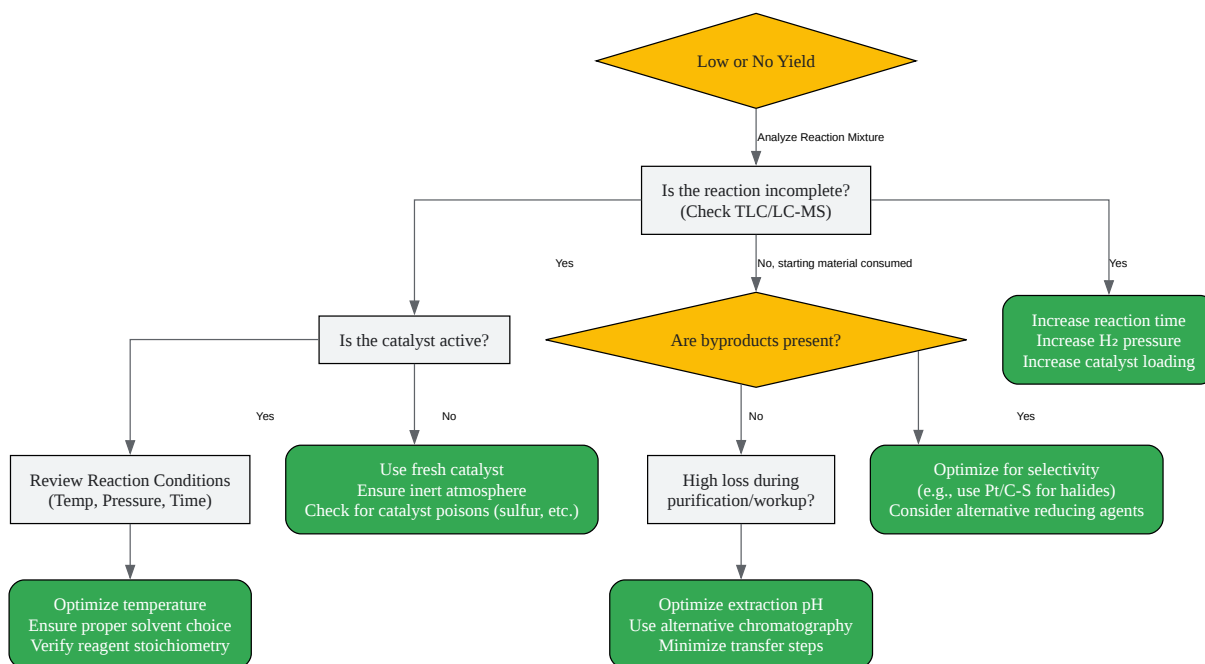 Low or No Yield
Analyze Reaction Mixture
Is the reaction incomplete?
(Check TLC/LC-MS)
Yes
No, starting material consumed
Yes
Increase reaction time
Increase H₂ pressure
Increase catalyst loading
Is the catalyst active?
Are byproducts present?
Yes
No
No
Yes
Review Reaction Conditions
(Temp, Pressure, Time)
Use fresh catalyst
Ensure inert atmosphere
Check for catalyst poisons (sulfur, etc.)
High loss during
purification/workup?
Optimize for selectivity
(e.g., use Pt/C-S for halides)
Consider alternative reducing agents
Optimize temperature
Ensure proper solvent choice
Verify reagent stoichiometry
Optimize extraction pH
Use alternative chromatography
Minimize transfer steps